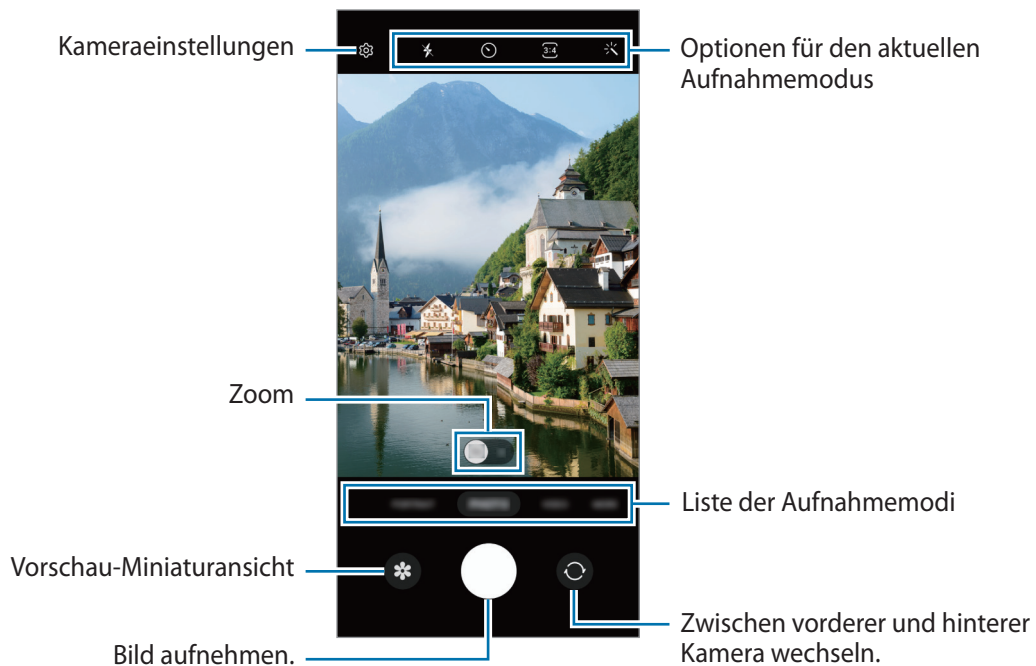 Kameraeinstellungen
Optionen für den aktuellen
Aufnahmemodus
3:4
Zoom
Liste der Aufnahmemodi
Vorschau-Miniaturansicht
Bild aufnehmen.
Zwischen vorderer und hinterer
Kamera wechseln.